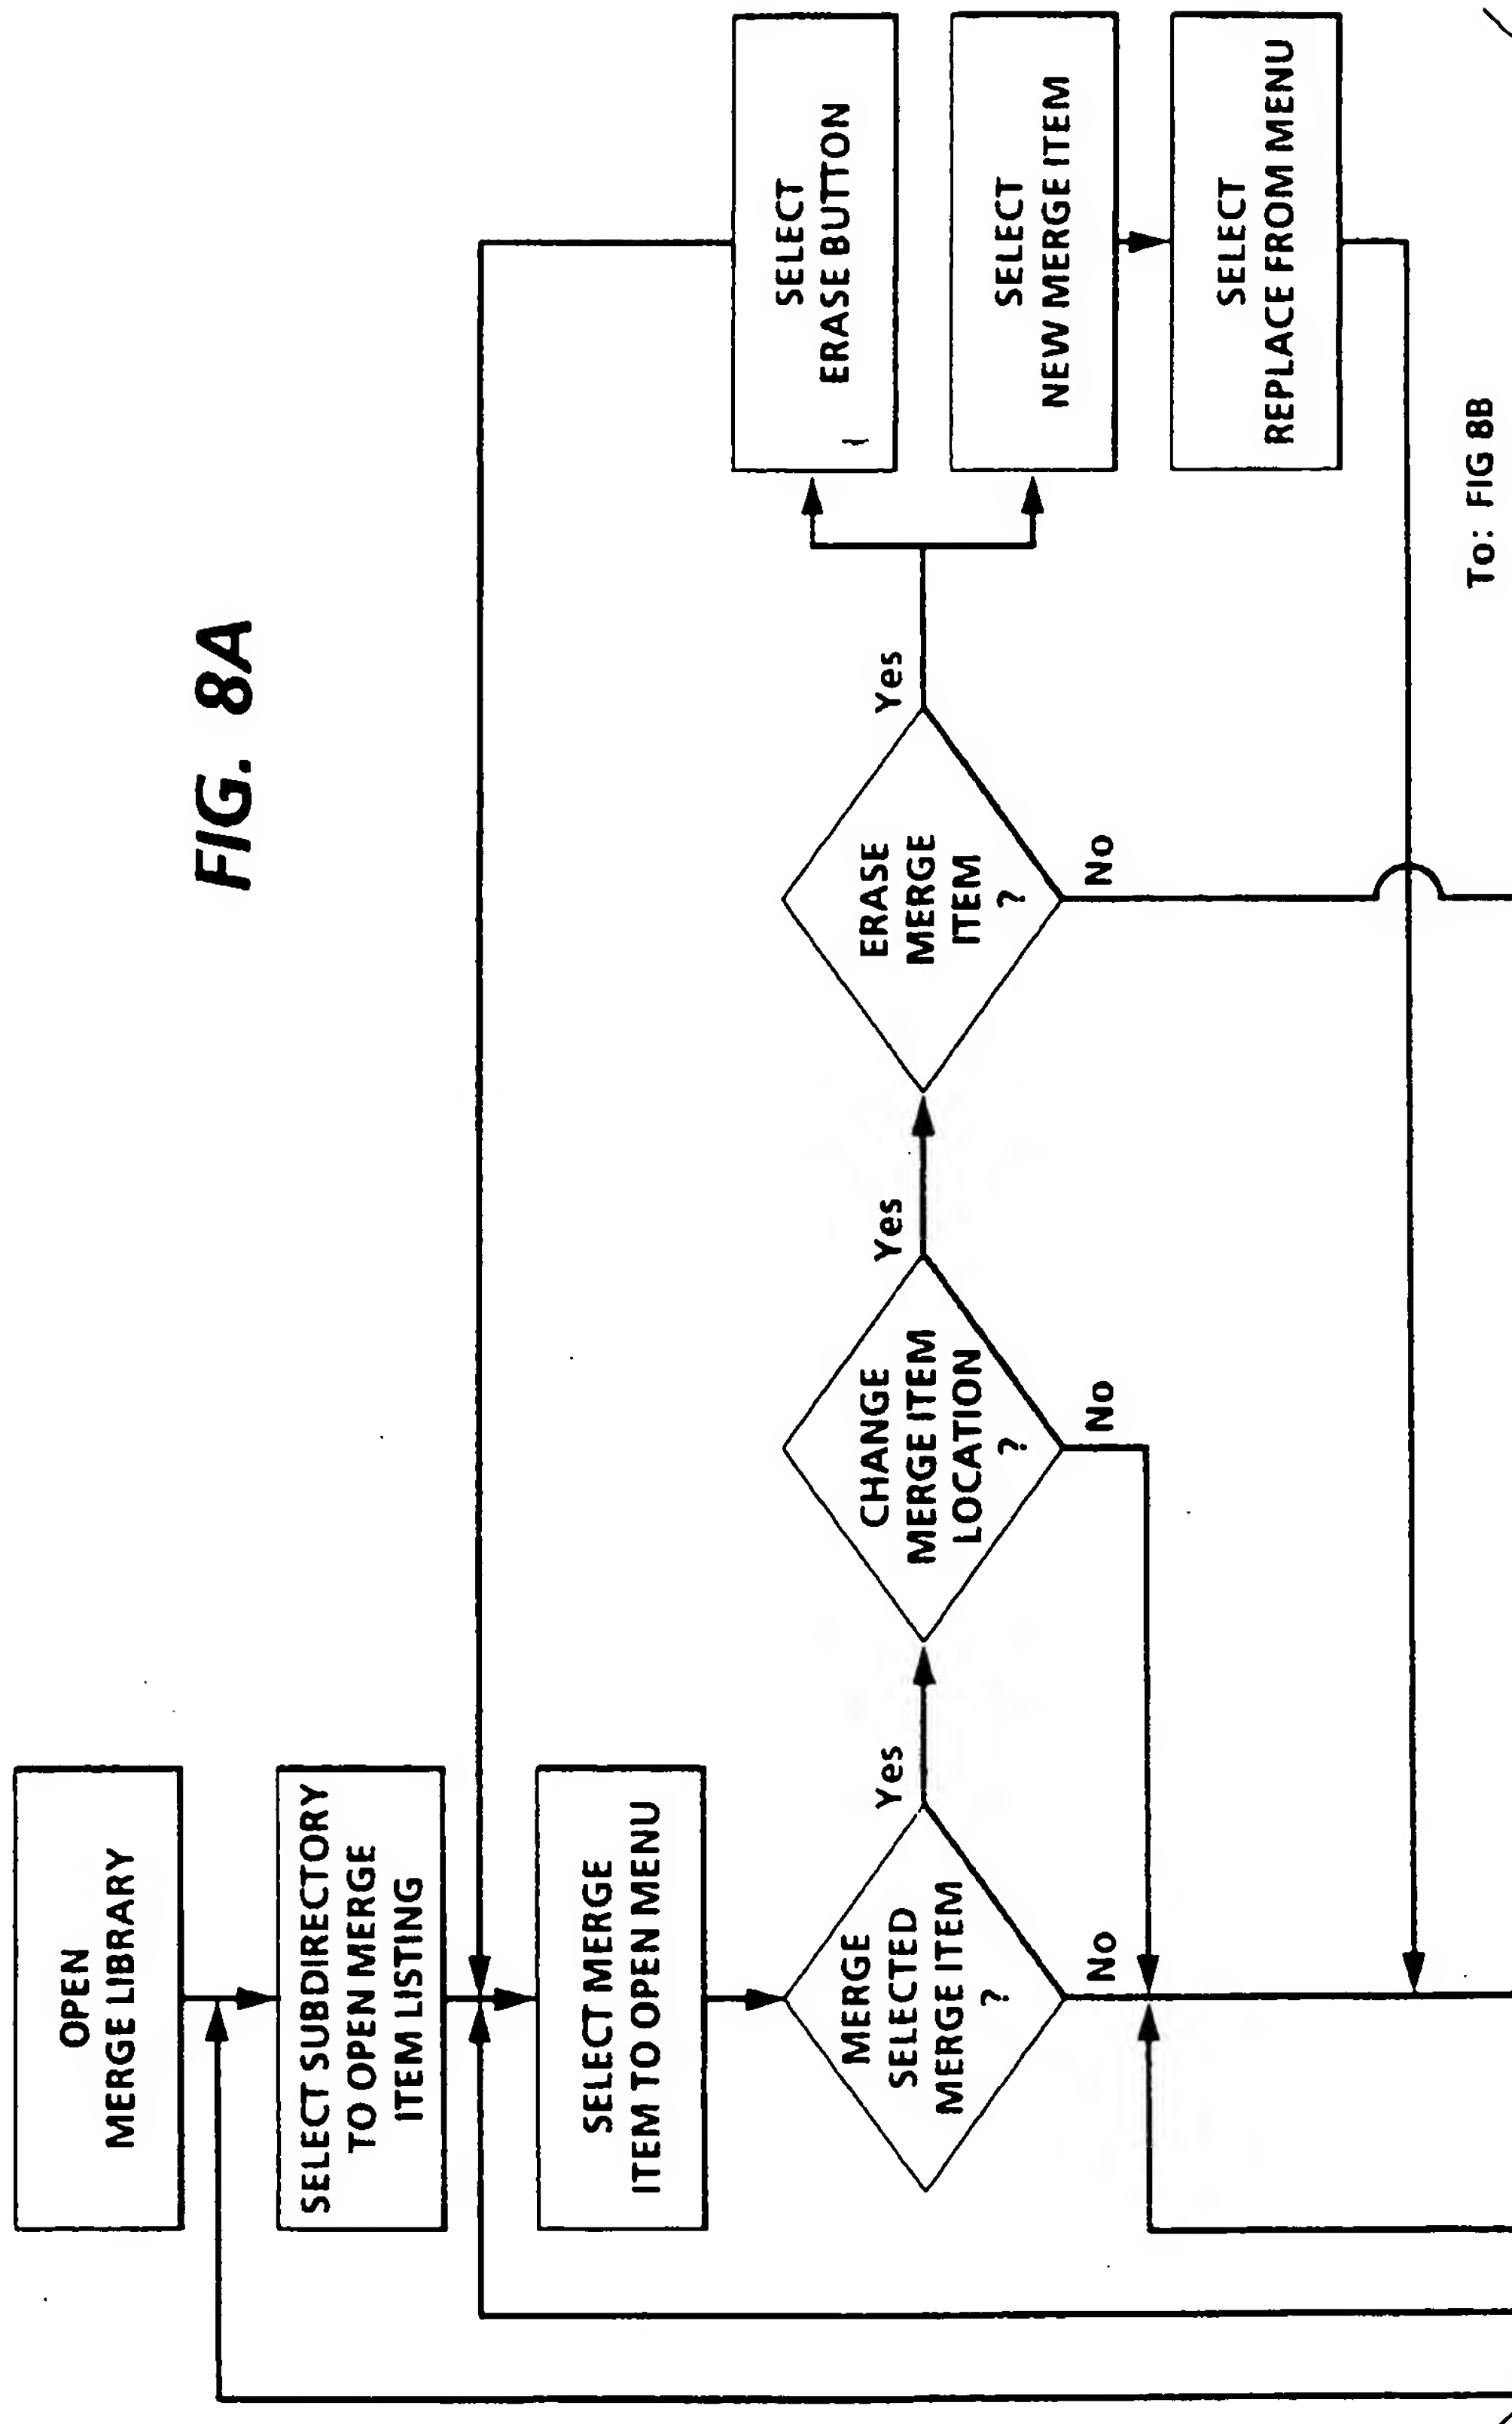 FIG. 8A
OPEN
MERGE LIBRARY
SELECT SUBDIRECTORY
TO OPEN MERGE
ITEM LISTING
SELECT MERGE
ITEM TO OPEN MENU
MERGE
SELECTED
MERGE ITEM
?
Yes
No
CHANGE
MERGE ITEM
LOCATION
?
Yes
No
ERASE
MERGE
ITEM
?
Yes
No
SELECT
ERASE BUTTON
SELECT
NEW MERGE ITEM
SELECT
REPLACE FROM MENU
To: FIG 8B